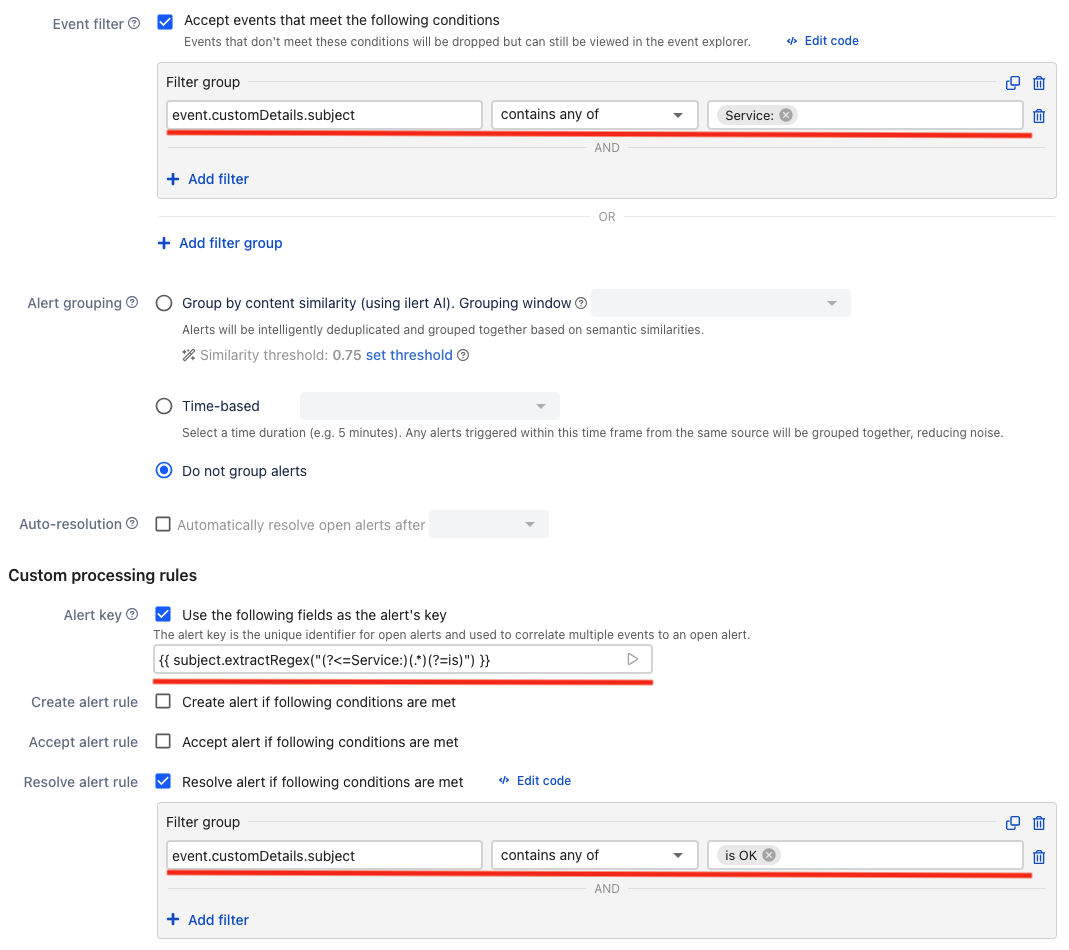 Event filter
Accept events that meet the following conditions
Events that don't meet these conditions will be dropped but can still be viewed in the event explorer.
Edit code
Filter group
event.customDetails.subject
contains any of
Service:
AND
Add filter
OR
Add filter group
Alert grouping
Group by content similarity (using ilert AI). Grouping window
Alerts will be intelligently deduplicated and grouped together based on semantic similarities.
Similarity threshold: 0.75 set threshold
Time-based
Select a time duration (e.g. 5 minutes). Any alerts triggered within this time frame from the same source will be grouped together, reducing noise.
Do not group alerts
Auto-resolution
Automatically resolve open alerts after
Custom processing rules
Alert key
Use the following fields as the alert's key
The alert key is the unique identifier for open alerts and used to correlate multiple events to an open alert.
{{ subject.extractRegex("(?<=Service:)(.*)(?=is)") }}
Create alert rule
Create alert if following conditions are met
Accept alert rule
Accept alert if following conditions are met
Resolve alert rule
Resolve alert if following conditions are met
Edit code
Filter group
event.customDetails.subject
contains any of
is OK
AND
Add filter